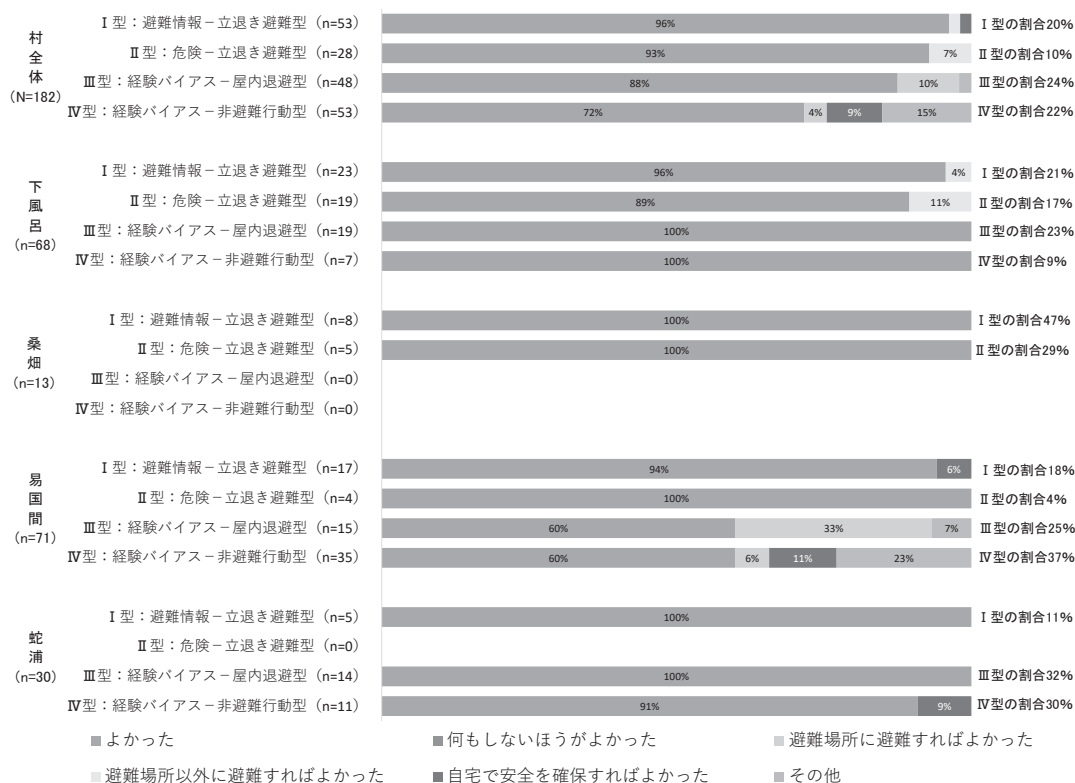 村全体
(N=182)
Ⅰ型：避難情報－立退き避難型（n=53） 96% Ⅰ型の割合20%
Ⅱ型：危険－立退き避難型（n=28） 93% 7% Ⅱ型の割合10%
Ⅲ型：経験バイアス－屋内退避型（n=48） 88% 10% Ⅲ型の割合24%
Ⅳ型：経験バイアス－非避難行動型（n=53） 72% 4% 9% 15% Ⅳ型の割合22%
下風呂
(n=68)
Ⅰ型：避難情報－立退き避難型（n=23） 96% 4% Ⅰ型の割合21%
Ⅱ型：危険－立退き避難型（n=19） 89% 11% Ⅱ型の割合17%
Ⅲ型：経験バイアス－屋内退避型（n=19） 100% Ⅲ型の割合23%
Ⅳ型：経験バイアス－非避難行動型（n=7） 100% Ⅳ型の割合9%
桑畑
(n=13)
Ⅰ型：避難情報－立退き避難型（n=8） 100% Ⅰ型の割合47%
Ⅱ型：危険－立退き避難型（n=5） 100% Ⅱ型の割合29%
Ⅲ型：経験バイアス－屋内退避型（n=0）
Ⅳ型：経験バイアス－非避難行動型（n=0）
易国間
(n=71)
Ⅰ型：避難情報－立退き避難型（n=17） 94% 6% Ⅰ型の割合18%
Ⅱ型：危険－立退き避難型（n=4） 100% Ⅱ型の割合4%
Ⅲ型：経験バイアス－屋内退避型（n=15） 60% 33% 7% Ⅲ型の割合25%
Ⅳ型：経験バイアス－非避難行動型（n=35） 60% 6% 11% 23% Ⅳ型の割合37%
蛇浦
(n=30)
Ⅰ型：避難情報－立退き避難型（n=5） 100% Ⅰ型の割合11%
Ⅱ型：危険－立退き避難型（n=0）
Ⅲ型：経験バイアス－屋内退避型（n=14） 100% Ⅲ型の割合32%
Ⅳ型：経験バイアス－非避難行動型（n=11） 91% 9% Ⅳ型の割合30%
よかった 何もしないほうがよかった 避難場所に避難すればよかった
避難場所以外に避難すればよかった 自宅で安全を確保すればよかった その他